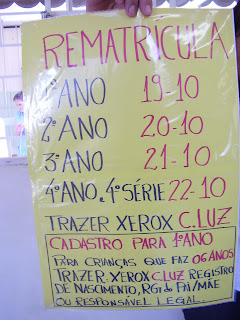 REMATRÍCULA
1º ANO 19-10
2º ANO 20-10
3º ANO 21-10
4º ANO e 4ª SÉRIE 22-10
TRAZER XEROX C.LUZ
CADASTRO PARA 1º ANO
PARA CRIANÇAS QUE FAZ 06 ANOS
TRAZER-XEROX C.LUZ REGISTRO
DE NASCIMENTO, RG: do PAI/MÃE
OU RESPONSÁVEL LEGAL.